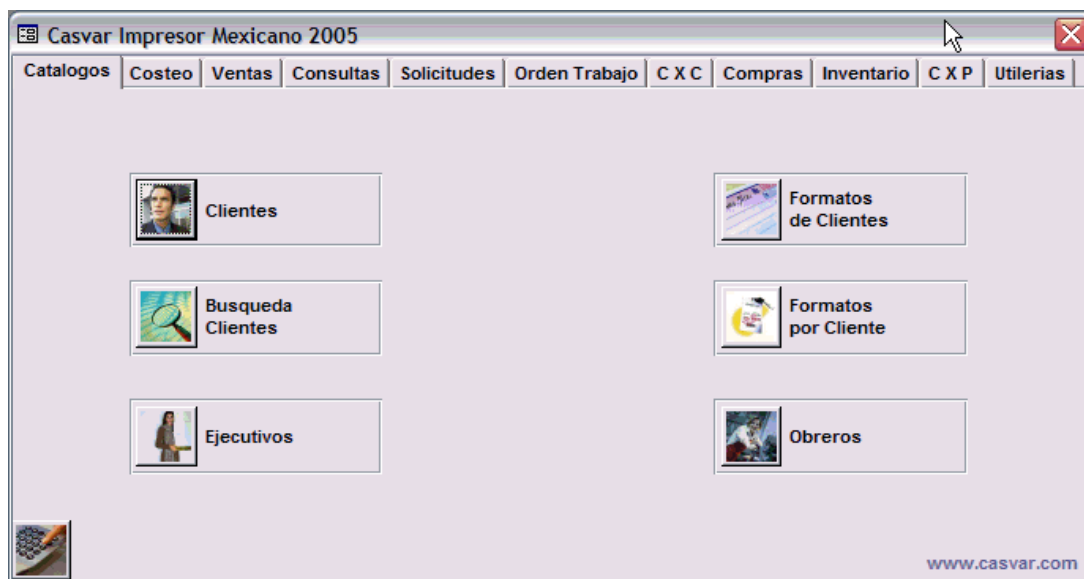 Casvar Impresor Mexicano 2005
Catalogos Costeo Ventas Consultas Solicitudes Orden Trabajo C X C Compras Inventario C X P Utilerias
Clientes
Formatos
de Clientes
Busqueda
Clientes
Formatos
por Cliente
Ejecutivos
Obreros
www.casvar.com